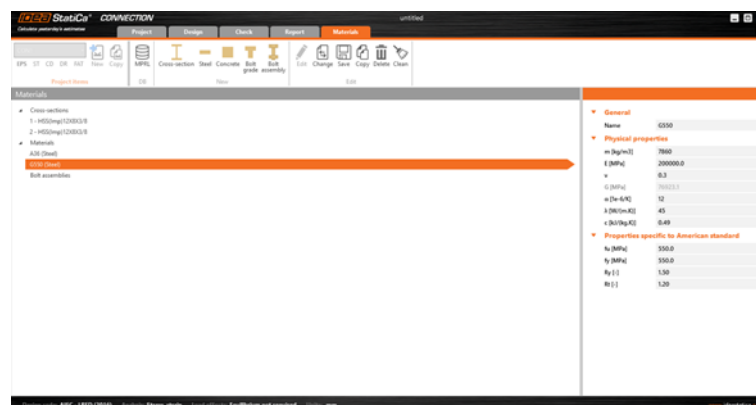 IDEA StatiCa® CONNECTION
untitled
Calculate yesterday's estimates
Project Design Check Report Materials
EPS ST CD DR FAT New Copy
MPRL Cross-section Steel Concrete Bolt grade Bolt assembly
Edit Change Save Copy Delete Clean
Project Items DB New Edit
Materials
Cross-sections
1 - HSS(Imp)12X8X3/8
2 - HSS(Imp)12X8X3/8
Materials
A36 (Steel)
G550 (Steel)
Bolt assemblies
General
Name G550
Physical properties
m [kg/m3] 7860
E [MPa] 200000.0
ν 0.3
G [MPa] 76923.1
α [1e-6/K] 12
λ [W/(m.K)] 45
c [kJ/(kg.K)] 0.49
Properties specific to American standard
fu [MPa] 550.0
fy [MPa] 550.0
Ry [-] 1.50
Rt [-] 1.20